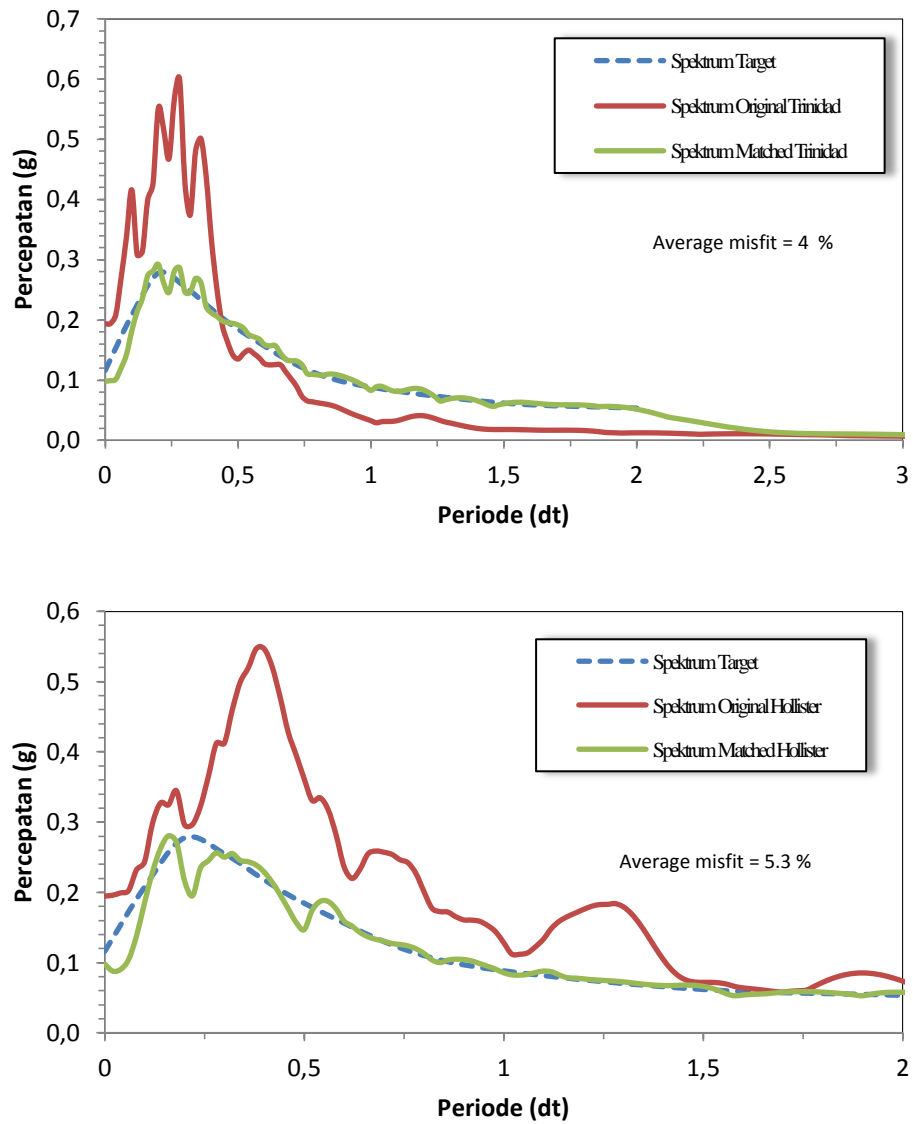 0,7
0,6
0,5
0,4
0,3
0,2
0,1
0,0
Percepatan (g)
Spektrum Target
Spektrum Original Trinidad
Spektrum Matched Trinidad
Average misfit = 4 %
0
0,5
1
1,5
2
2,5
3
Periode (dt)
0,6
0,5
0,4
0,3
0,2
0,1
0,0
Percepatan (g)
Spektrum Target
Spektrum Original Hollister
Spektrum Matched Hollister
Average misfit = 5.3 %
0
0,5
1
1,5
2
Periode (dt)